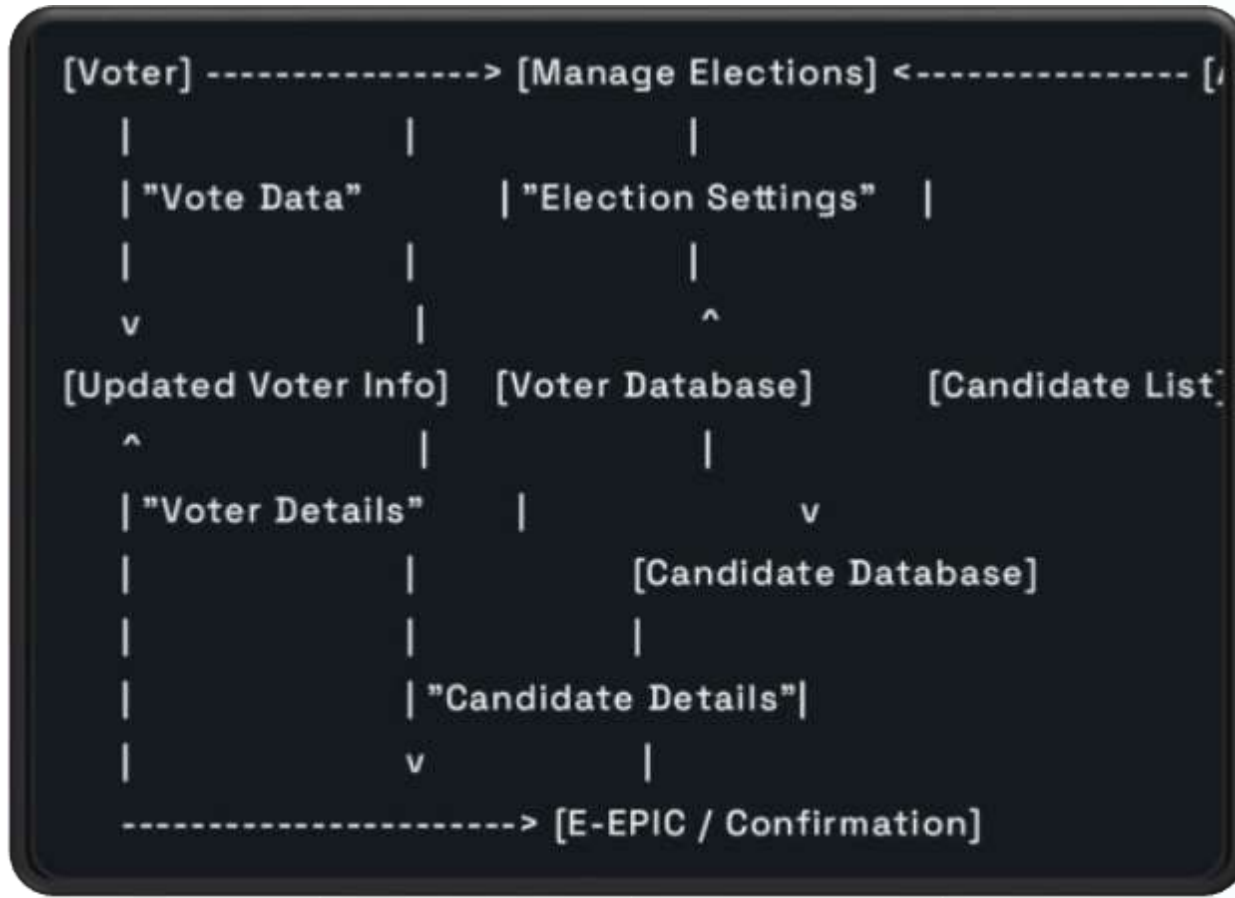 [Voter] ----------------> [Manage Elections] <---------------- [
| | |
|"Vote Data" |"Election Settings" |
| | |
v | ^
[Updated Voter Info] [Voter Database] [Candidate List]
^ | |
|"Voter Details" | v
| | [Candidate Database]
| | |
| |"Candidate Details"|
| v |
-----------------------> [E-EPIC / Confirmation]